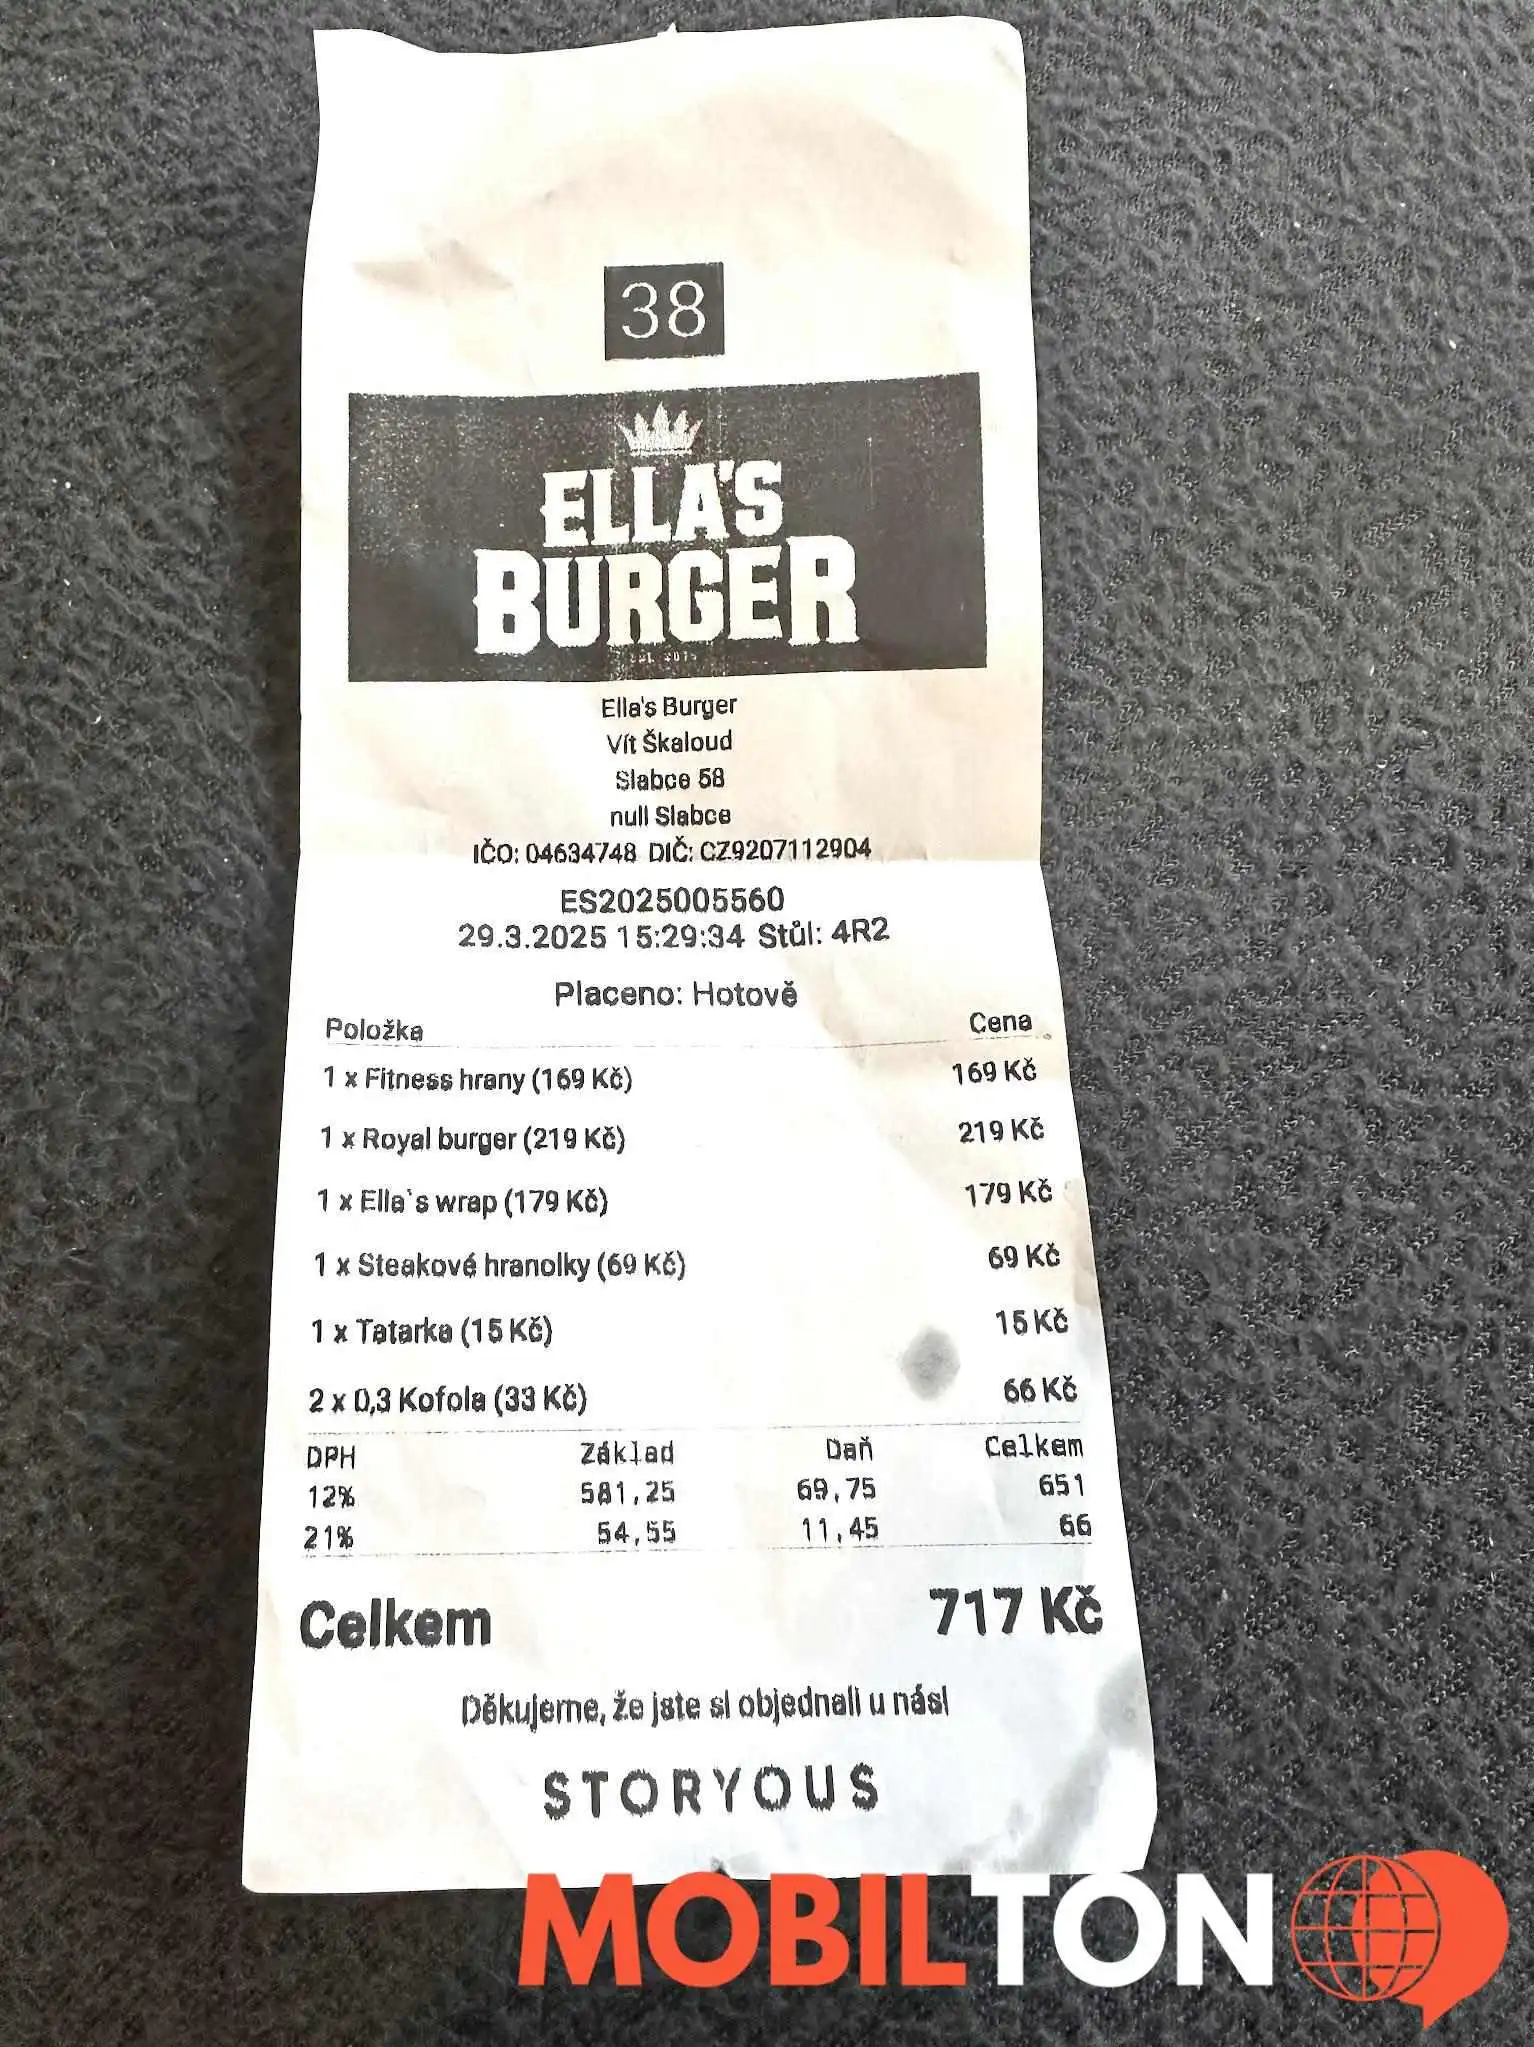 38
ELLA'S
BURGER
Ella's Burger
Vít Škaloud
Slabce 58
null Slabce
IČO: 04634748 DIČ: CZ9207112904
ES2025005560
29.3.2025 15:29:34 Stůl: 4R2
Placeno: Hotově
Položka Cena
1 x Fitness hrany (169 Kč) 169 Kč
1 x Royal burger (219 Kč) 219 Kč
1 x Ella`s wrap (179 Kč) 179 Kč
1 x Steakové hranolky (69 Kč) 69 Kč
1 x Tatarka (15 Kč) 15 Kč
2 x 0,3 Kofola (33 Kč) 66 Kč
DPH Základ Daň Celkem
12% 581,25 69,75 651
21% 54,55 11,45 66
Celkem 717 Kč
Děkujeme, že jste si objednali u nás!
STORYOUS
MOBILTON